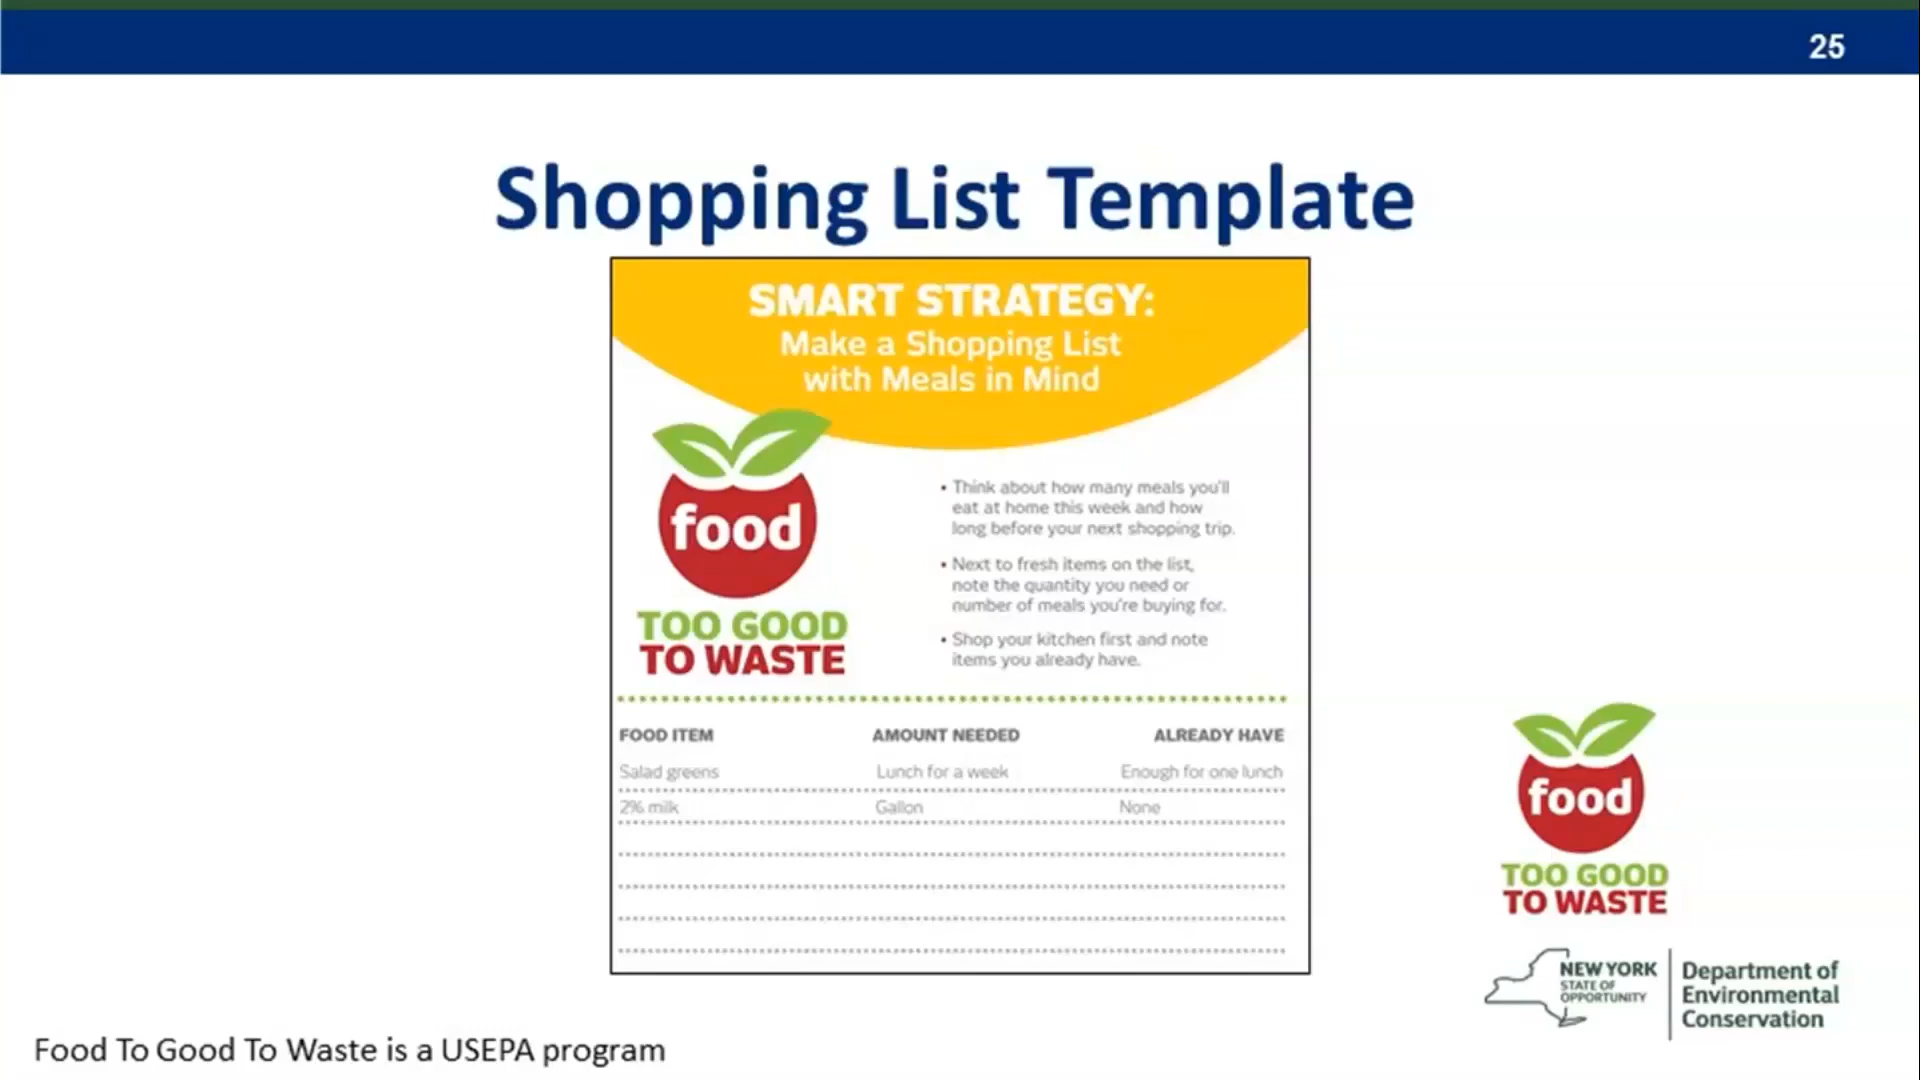 25
Shopping List Template
SMART STRATEGY:
Make a Shopping List
with Meals in Mind
food
TOO GOOD
TO WASTE
• Think about how many meals you'll
eat at home this week and how
long before your next shopping trip.
• Next to fresh items on the list,
note the quantity you need or
number of meals you're buying for.
• Shop your kitchen first and note
items you already have.
FOOD ITEM AMOUNT NEEDED ALREADY HAVE
Salad greens Lunch for a week Enough for one lunch
2% milk Gallon None
food
TOO GOOD
TO WASTE
NEW YORK
STATE OF
OPPORTUNITY
Department of
Environmental
Conservation
Food To Good To Waste is a USEPA program